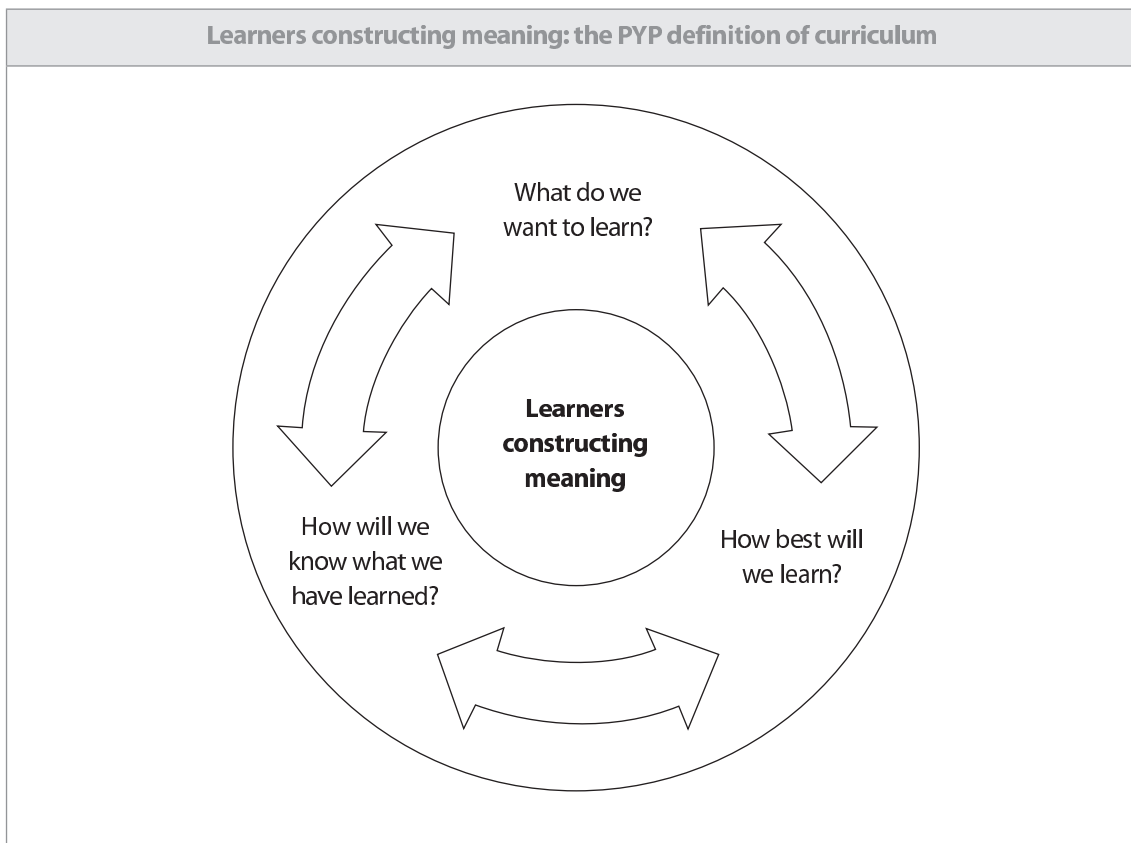 Learners constructing meaning: the PYP definition of curriculum
What do we
want to learn?
Learners
constructing
meaning
How will we
know what we
have learned?
How best will
we learn?